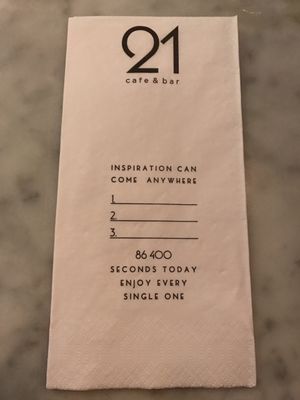 21
cafe & bar
INSPIRATION CAN
COME ANYWHERE
1.
2.
3.
86 400
SECONDS TODAY
ENJOY EVERY
SINGLE ONE